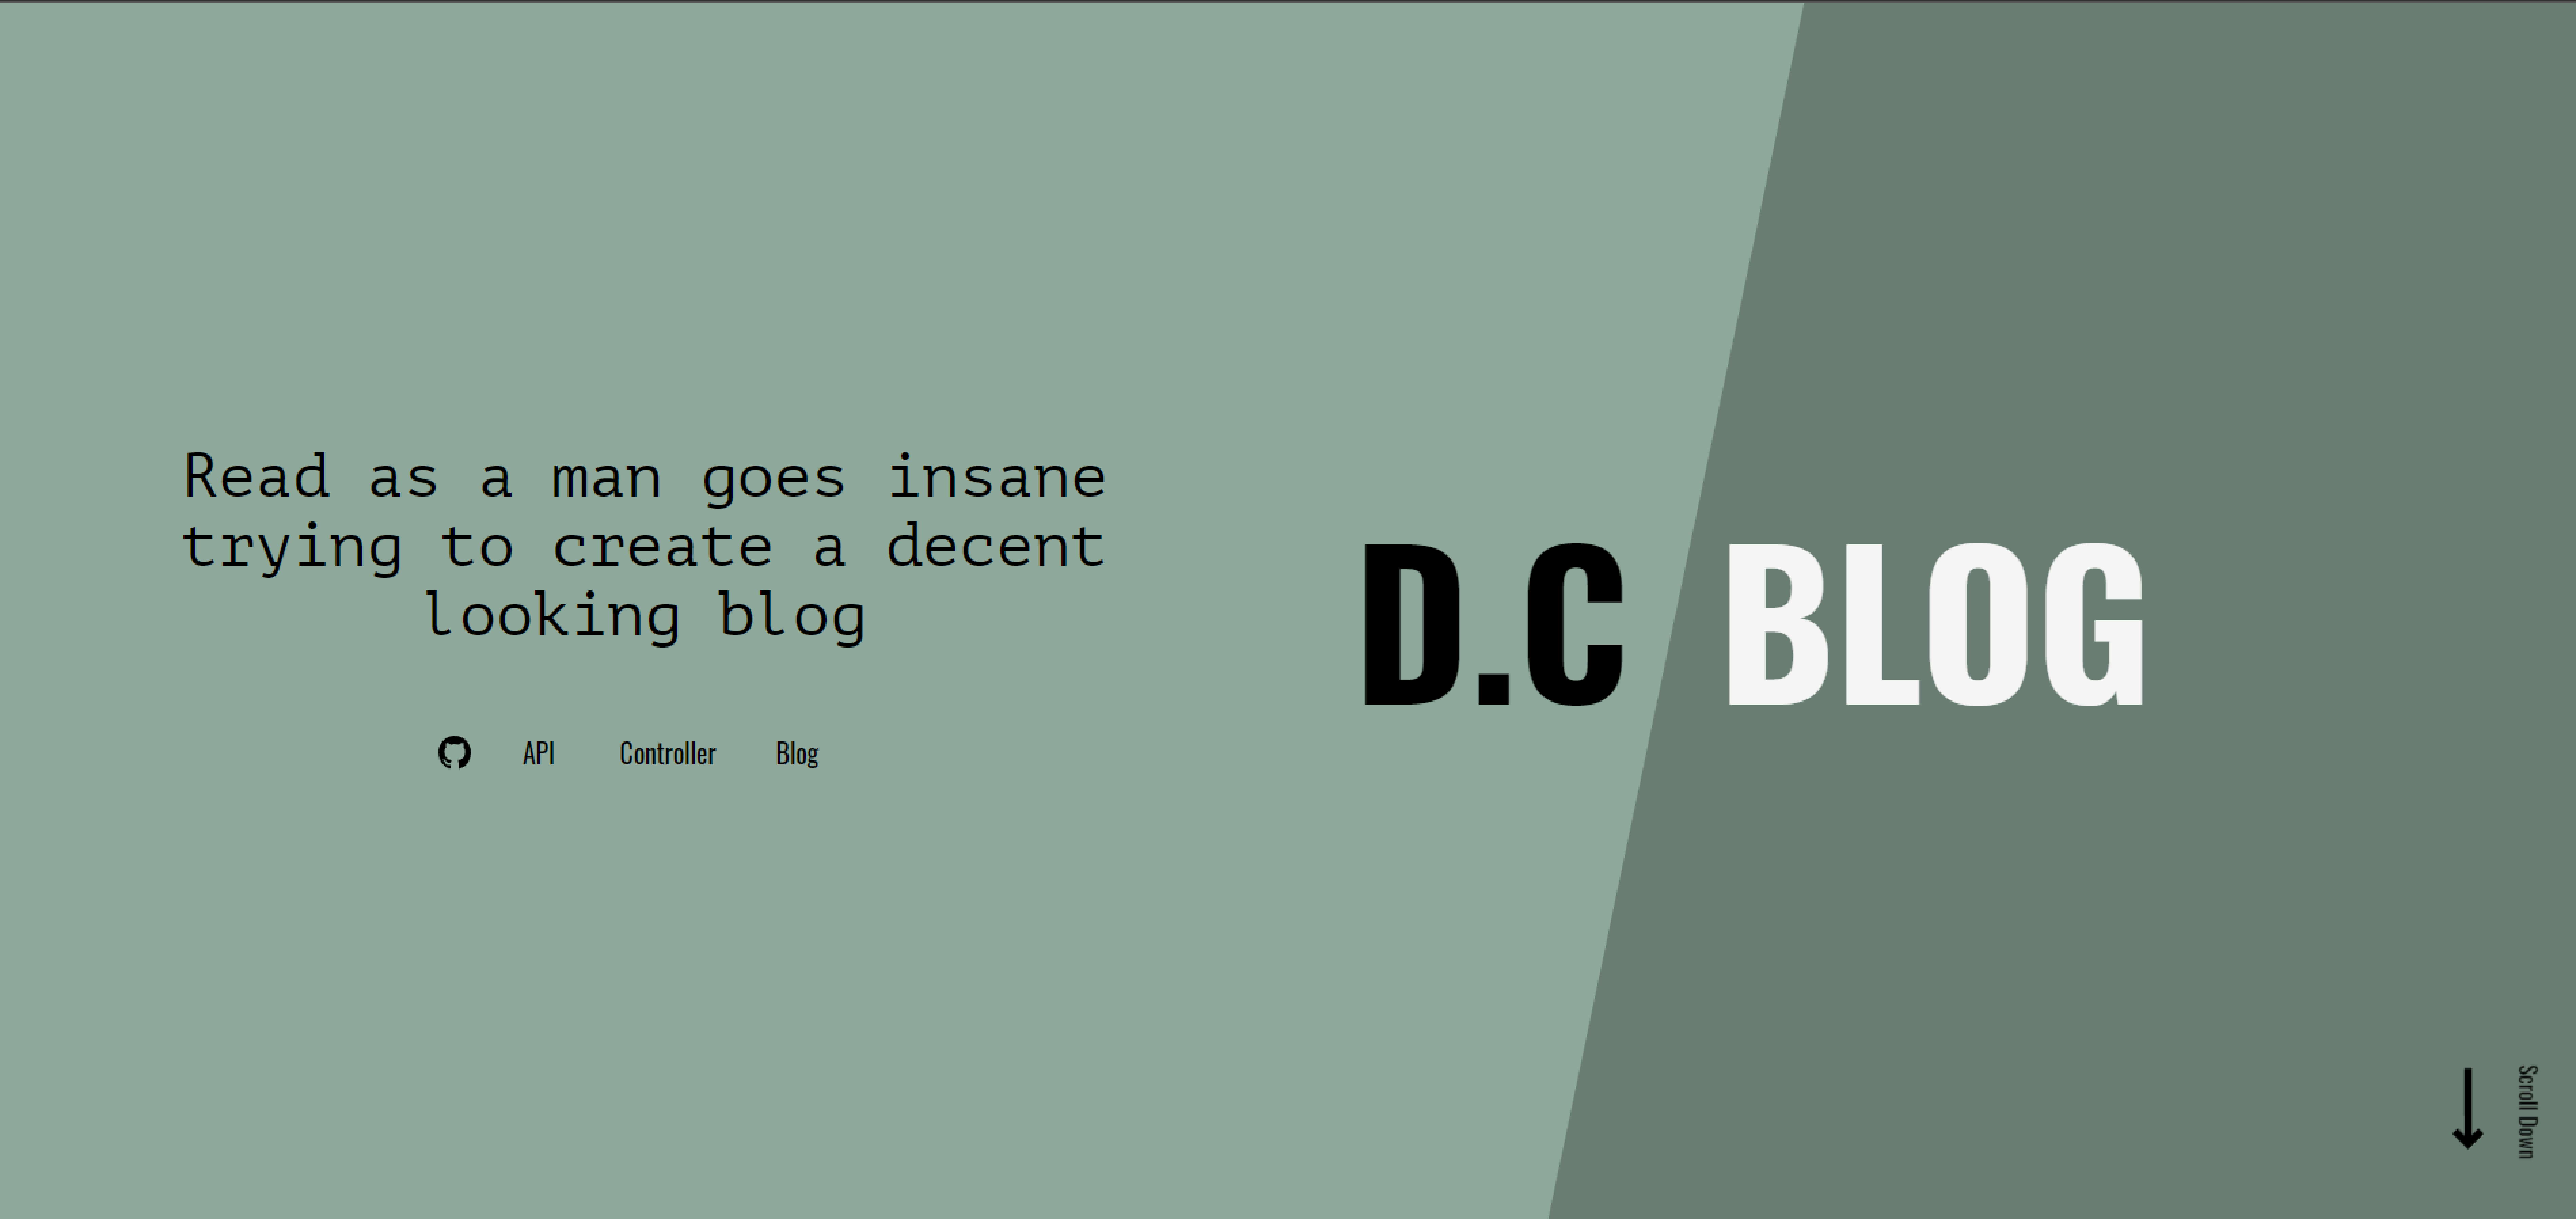 Read as a man goes insane
trying to create a decent
looking blog
API Controller Blog
D.C BLOG
Scroll Down